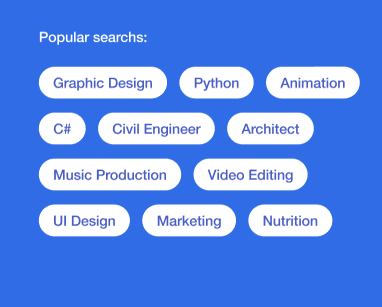 Popular searchs:
Graphic Design Python Animation
C# Civil Engineer Architect
Music Production Video Editing
UI Design Marketing Nutrition